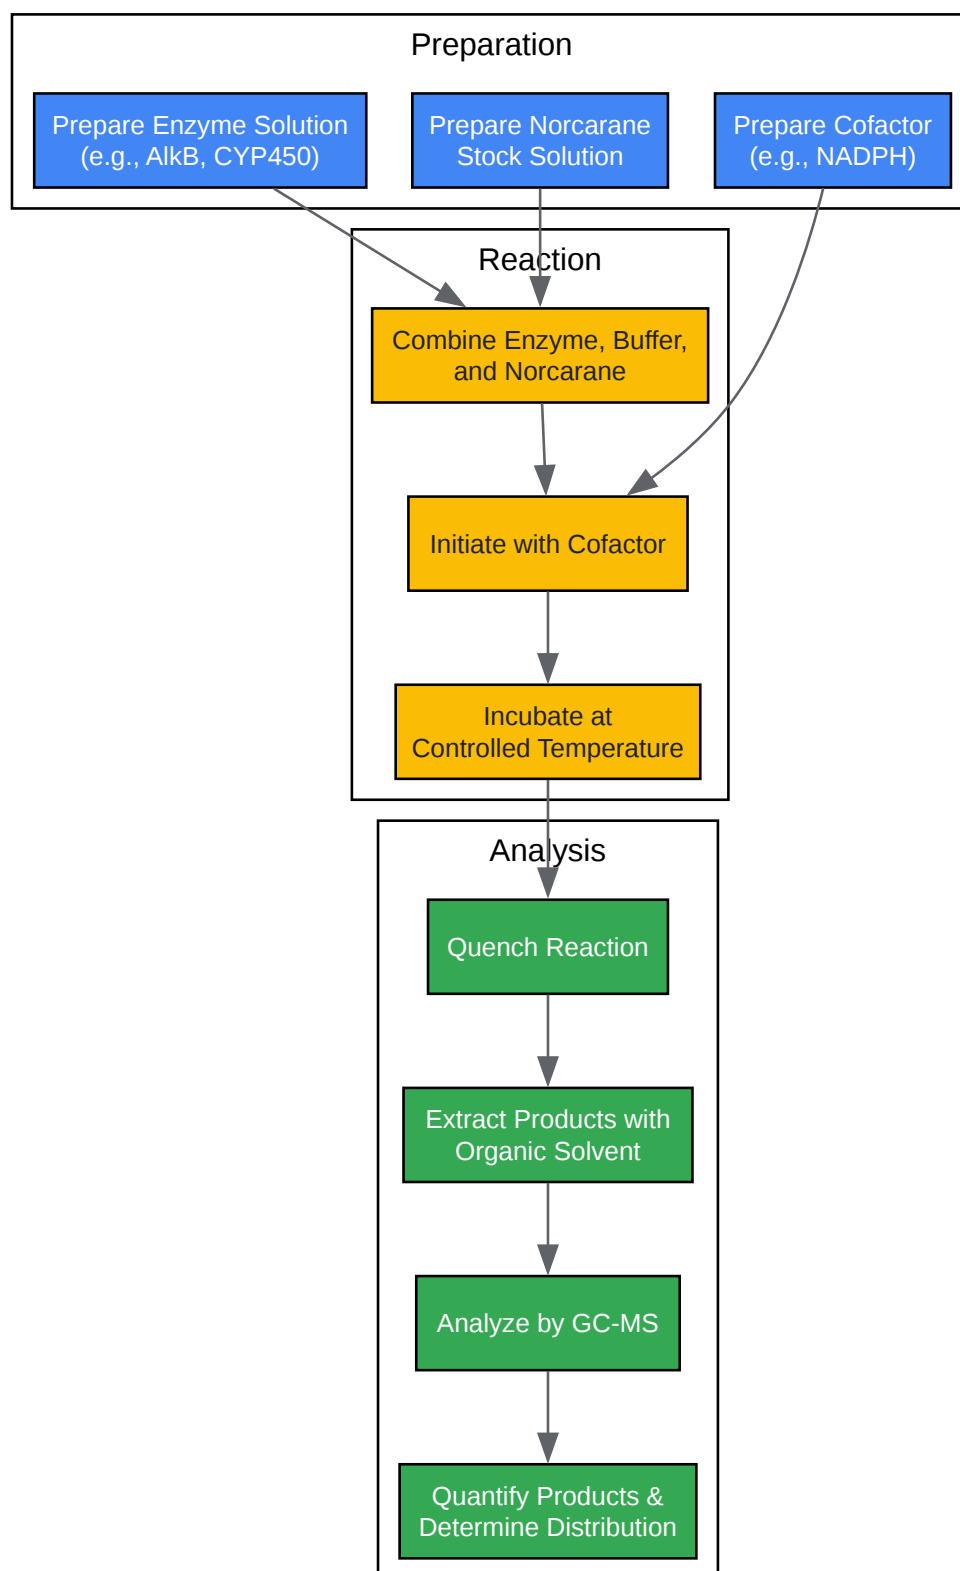 Preparation
Prepare Enzyme Solution
(e.g., AlkB, CYP450)
Prepare Norcarane
Stock Solution
Prepare Cofactor
(e.g., NADPH)
Reaction
Combine Enzyme, Buffer,
and Norcarane
Initiate with Cofactor
Incubate at
Controlled Temperature
Analysis
Quench Reaction
Extract Products with
Organic Solvent
Analyze by GC-MS
Quantify Products &
Determine Distribution